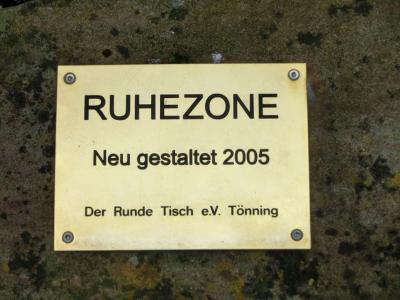 RUHEZONE
Neu gestaltet 2005
Der Runde Tisch e.V. Tönning